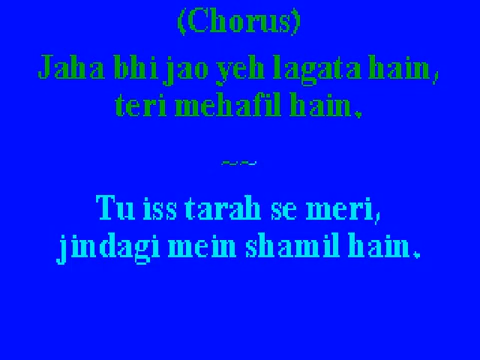 (Chorus)
Jaha bhi jao yeh lagata hain,
teri mehafil hain.
~.~.~
Tu iss tarah se meri,
jindagi mein shamil hain.